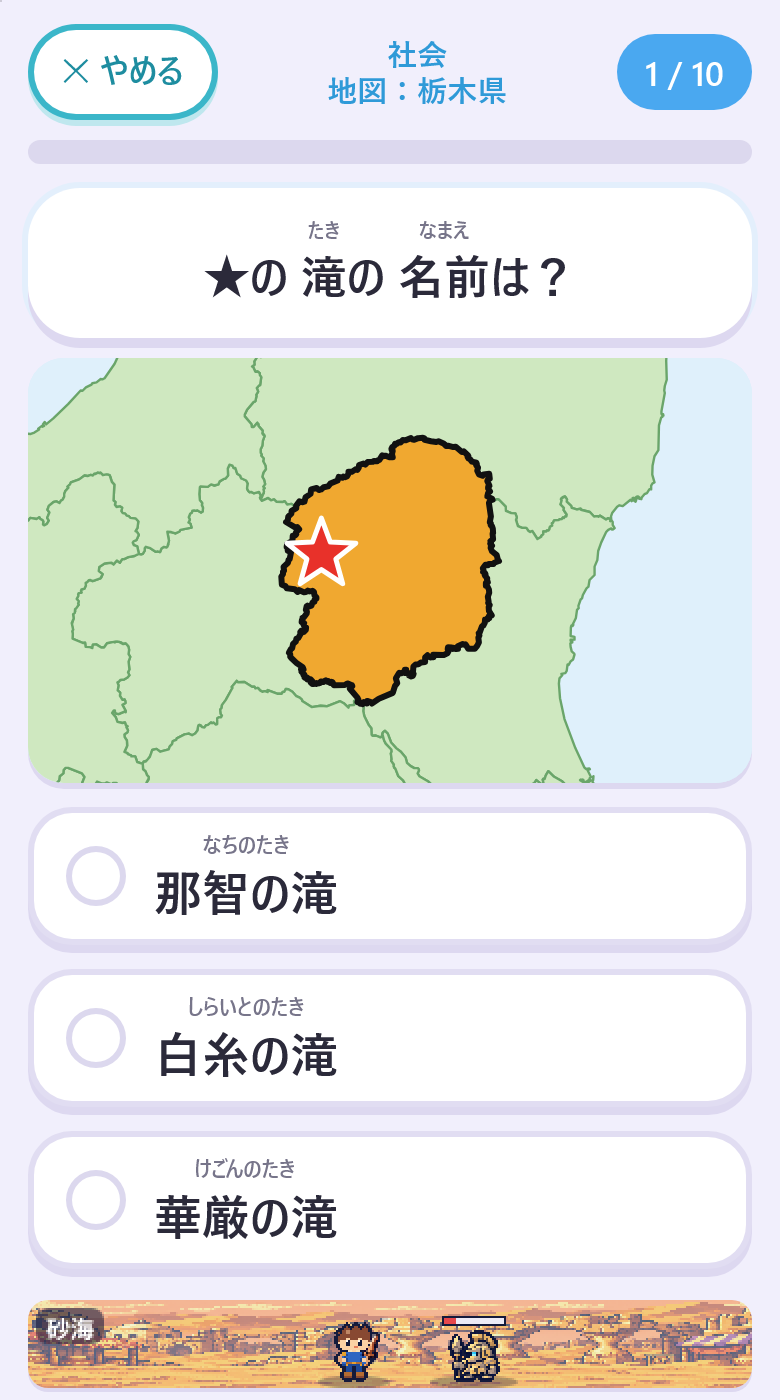 × やめる
社会
地図：栃木県
1 / 10
たき なまえ
★の 滝の 名前は？
なちのたき
那智の滝
しらいとのたき
白糸の滝
けごんのたき
華厳の滝
砂海